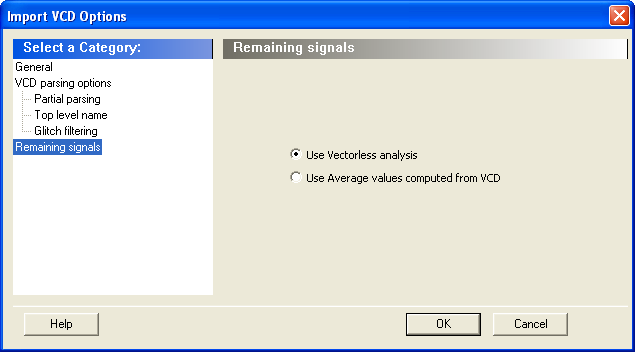 Import VCD Options
Select a Category:
General
VCD parsing options
Partial parsing
Top level name
Glitch filtering
Remaining signals
Remaining signals
Use Vectorless analysis
Use Average values computed from VCD
Help
OK
Cancel